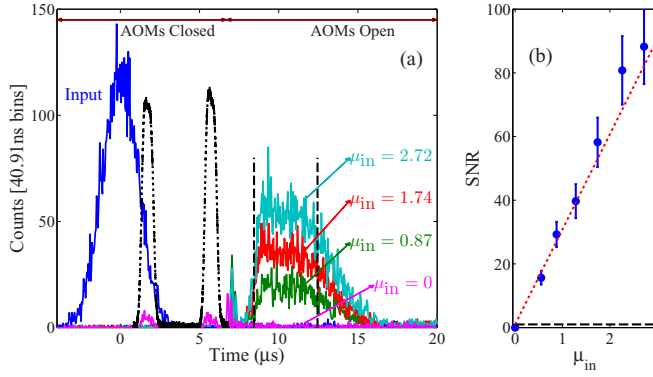 AOMs Closed AOMs Open
(a)
Input
μin = 2.72
μin = 1.74
μin = 0.87
μin = 0
Counts [40.91ns bins]
150
100
50
0
0 5 10 15 20
Time (μs)
(b)
SNR
100
80
60
40
20
0
0 1 2
μin